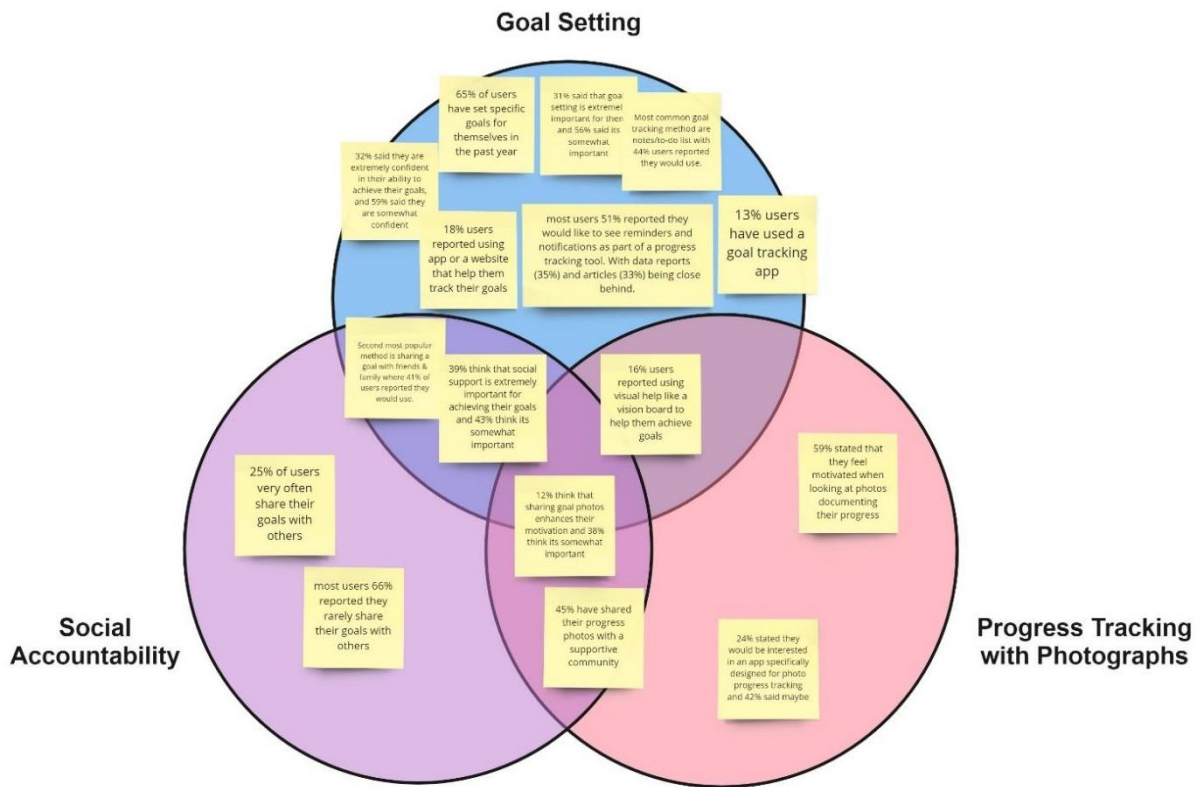 Goal Setting
65% of users
have set specific
goals for
themselves in
the past year
31% said that goal
setting is extremely
important for them
and 56% said its
somewhat
important
Most common goal
tracking method are
notes/to-do list with
44% users reported
they would use.
32% said they are
extremely confident
in their ability to
achieve their goals,
and 59% said they
are somewhat
confident
18% users
reported using
app or a website
that help them
track their goals
most users 51% reported they
would like to see reminders and
notifications as part of a progress
tracking tool. With data reports
(35%) and articles (33%) being close
behind.
13% users
have used a
goal tracking
app
Second most popular
method is sharing a
goal with friends &
family where 41% of
users reported they
would use.
39% think that social
support is extremely
important for
achieving their goals
and 43% think its
somewhat
important
16% users
reported using
visual help like a
vision board to
help them achieve
goals
25% of users
very often
share their
goals with
others
12% think that
sharing goal photos
enhances their
motivation and 38%
think its somewhat
important
59% stated that
they feel
motivated when
looking at photos
documenting
their progress
most users 66%
reported they
rarely share
their goals with
others
45% have shared
their progress
photos with a
supportive
community
24% stated they
would be interested
in an app specifically
designed for photo
progress tracking
and 42% said maybe
Social
Accountability
Progress Tracking
with Photographs